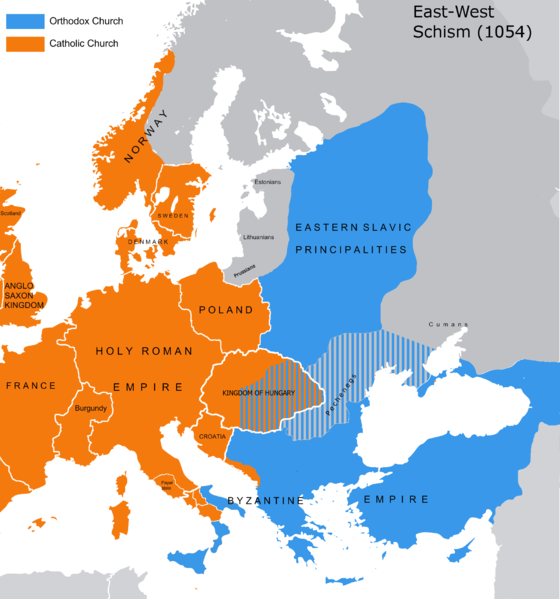 East-West
Schism (1054)
Orthodox Church
Catholic Church
NORWAY
Estonians
Scotland
SWEDEN
EASTERN SLAVIC
PRINCIPALITIES
Lithuanians
DENMARK
Prussians
ANGLO
SAXON
KINGDOM
POLAND
Cumans
HOLY ROMAN
EMPIRE
FRANCE
KINGDOM OF HUNGARY
Pechenegs
Burgundy
CROATIA
Papal
BYZANTINE
EMPIRE